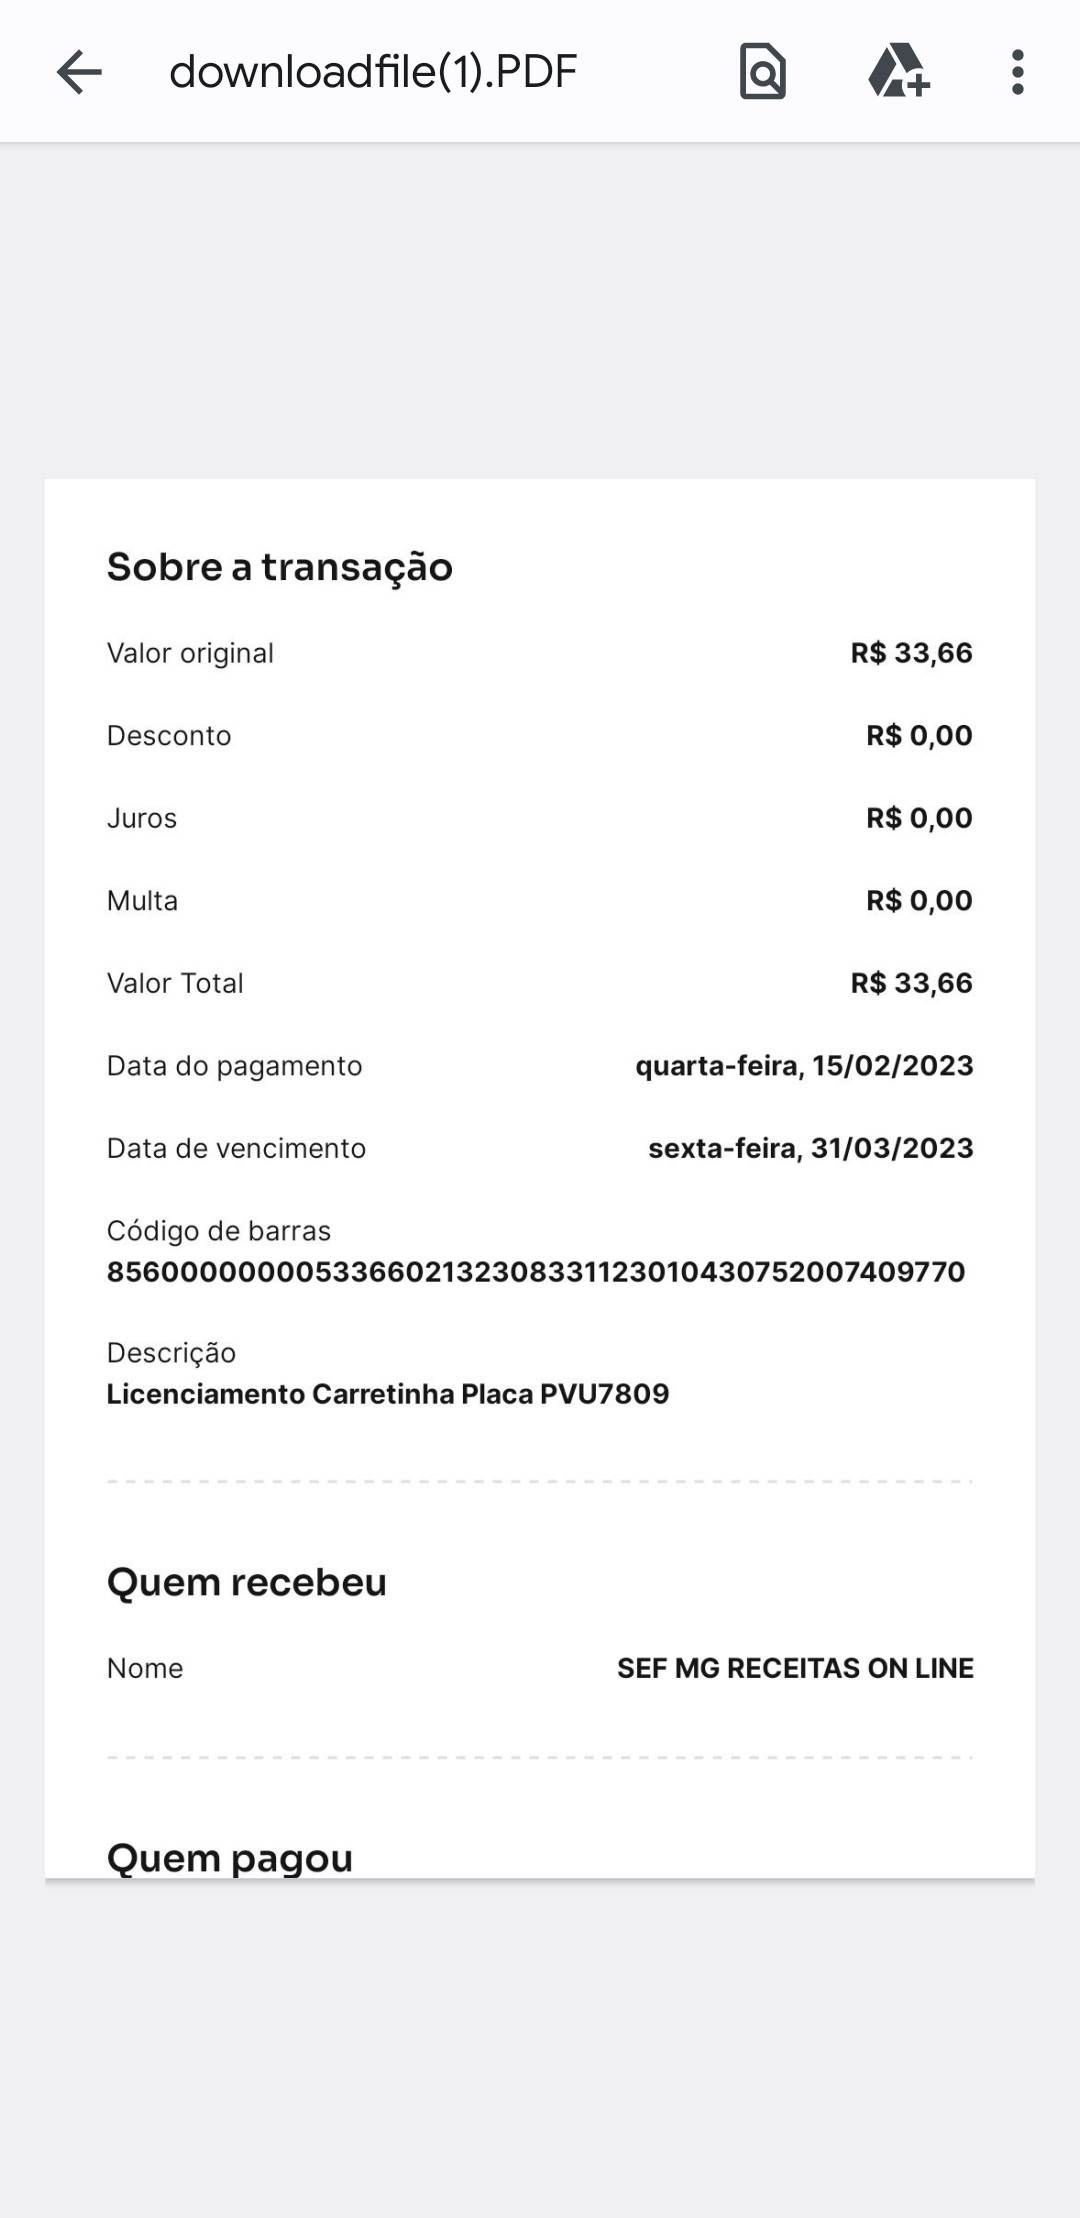 downloadfile(1).PDF
Sobre a transação
Valor original R$ 33,66
Desconto R$ 0,00
Juros R$ 0,00
Multa R$ 0,00
Valor Total R$ 33,66
Data do pagamento quarta-feira, 15/02/2023
Data de vencimento sexta-feira, 31/03/2023
Código de barras
856000000005336602132308331123010430752007409770
Descrição
Licenciamento Carretinha Placa PVU7809
Quem recebeu
Nome SEF MG RECEITAS ON LINE
Quem pagou